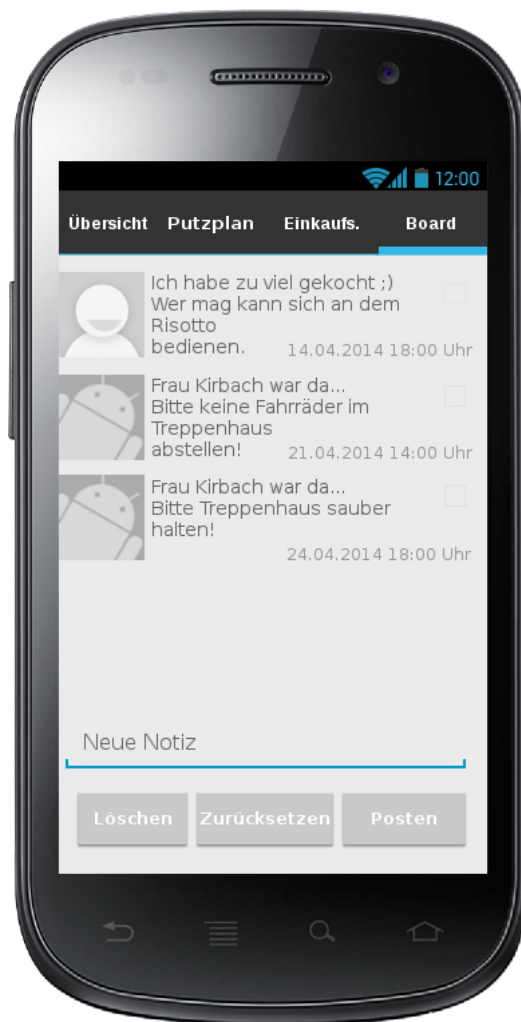 12:00
Übersicht Putzplan Einkaufs. Board
Ich habe zu viel gekocht ;)
Wer mag kann sich an dem
Risotto
bedienen. 14.04.2014 18:00 Uhr
Frau Kirbach war da...
Bitte keine Fahrräder im
Treppenhaus
abstellen! 21.04.2014 14:00 Uhr
Frau Kirbach war da...
Bitte Treppenhaus sauber
halten!
24.04.2014 18:00 Uhr
Neue Notiz
Löschen Zurücksetzen Posten